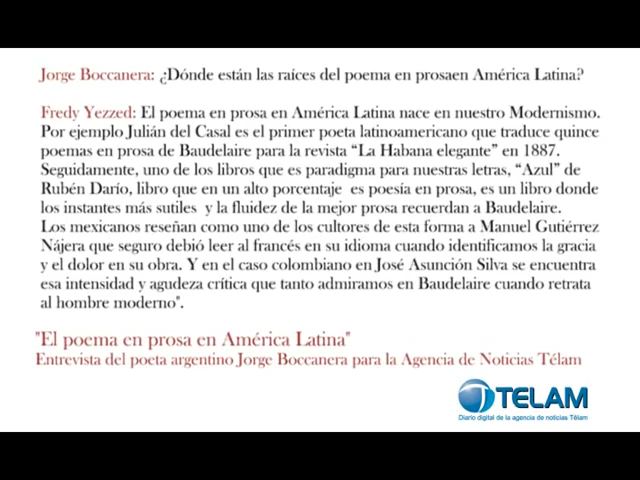 Jorge Boccanera: ¿Dónde están las raíces del poema en prosaen América Latina?
Fredy Yezzed: El poema en prosa en América Latina nace en nuestro Modernismo.
Por ejemplo Julián del Casal es el primer poeta latinoamericano que traduce quince
poemas en prosa de Baudelaire para la revista “La Habana elegante” en 1887.
Seguidamente, uno de los libros que es paradigma para nuestras letras, “Azul” de
Rubén Darío, libro que en un alto porcentaje es poesía en prosa, es un libro donde
los instantes más sutiles y la fluidez de la mejor prosa recuerdan a Baudelaire.
Los mexicanos reseñan como uno de los cultores de esta forma a Manuel Gutiérrez
Nájera que seguro debió leer al francés en su idioma cuando identificamos la gracia
y el dolor en su obra. Y en el caso colombiano en José Asunción Silva se encuentra
esa intensidad y agudeza crítica que tanto admiramos en Baudelaire cuando retrata
al hombre moderno".
"El poema en prosa en América Latina"
Entrevista del poeta argentino Jorge Boccanera para la Agencia de Noticias Télam
TELAM
Diario digital de la agencia de noticias Télam